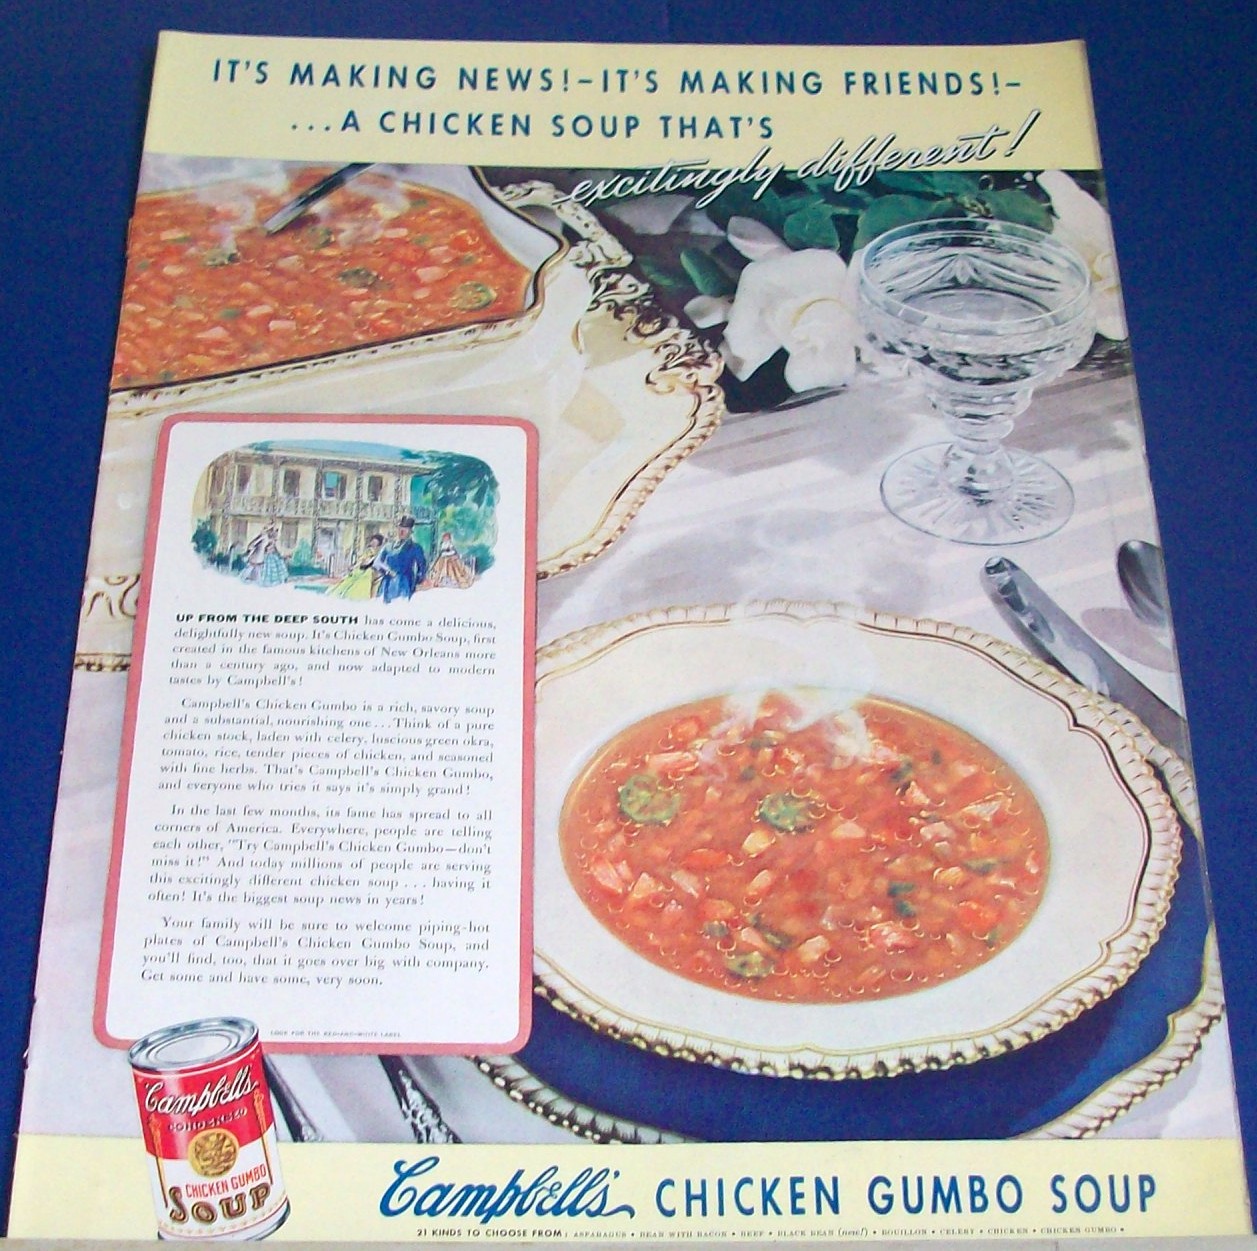 IT'S MAKING NEWS!–IT'S MAKING FRIENDS!–
...A CHICKEN SOUP THAT'S
excitingly different!
UP FROM THE DEEP SOUTH has come a delicious,
delightfully new soup. It's Chicken Gumbo Soup, first
created in the famous kitchens of New Orleans more
than a century ago, and now adapted to modern
tastes by Campbell's!
Campbell's Chicken Gumbo is a rich, savory soup
and a substantial, nourishing one...Think of a pure
chicken stock, laden with celery, luscious green okra,
tomato, rice, tender pieces of chicken, and seasoned
with fine herbs. That's Campbell's Chicken Gumbo,
and everyone who tries it says it's simply grand!
In the last few months, its fame has spread to all
corners of America. Everywhere, people are telling
each other, "Try Campbell's Chicken Gumbo—don't
miss it!" And today millions of people are serving
this excitingly different chicken soup . . . having it
often! It's the biggest soup news in years!
Your family will be sure to welcome piping-hot
plates of Campbell's Chicken Gumbo Soup, and
you'll find, too, that it goes over big with company.
Get some and have some, very soon.
LOOK FOR THE RED-AND-WHITE LABEL
Campbell's
CONDENSED
CHICKEN GUMBO
SOUP
Campbell's CHICKEN GUMBO SOUP
21 KINDS TO CHOOSE FROM: ASPARAGUS • BEAN WITH BACON • BEEF • BLACK BEAN (new!) • BOUILLON • CELERY • CHICKEN • CHICKEN GUMBO •